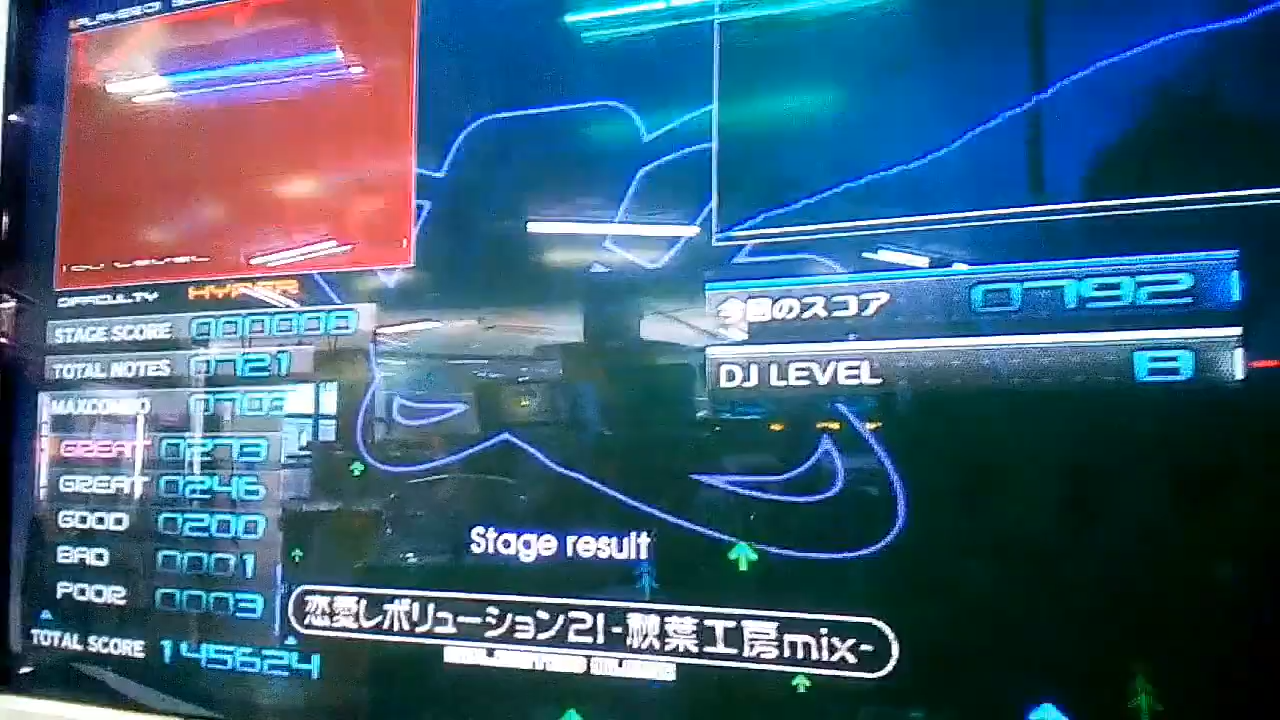 DIFFICULTY HYPER
STAGE SCORE 000000
TOTAL NOTES 0721
MAXCOMBO
GREAT 0273
GREAT 0246
GOOD 0200
BAD 0001
POOR 0003
TOTAL SCORE 145624
今回のスコア 0792
DJ LEVEL B
Stage result
恋愛レボリューション21-秋葉工房mix-